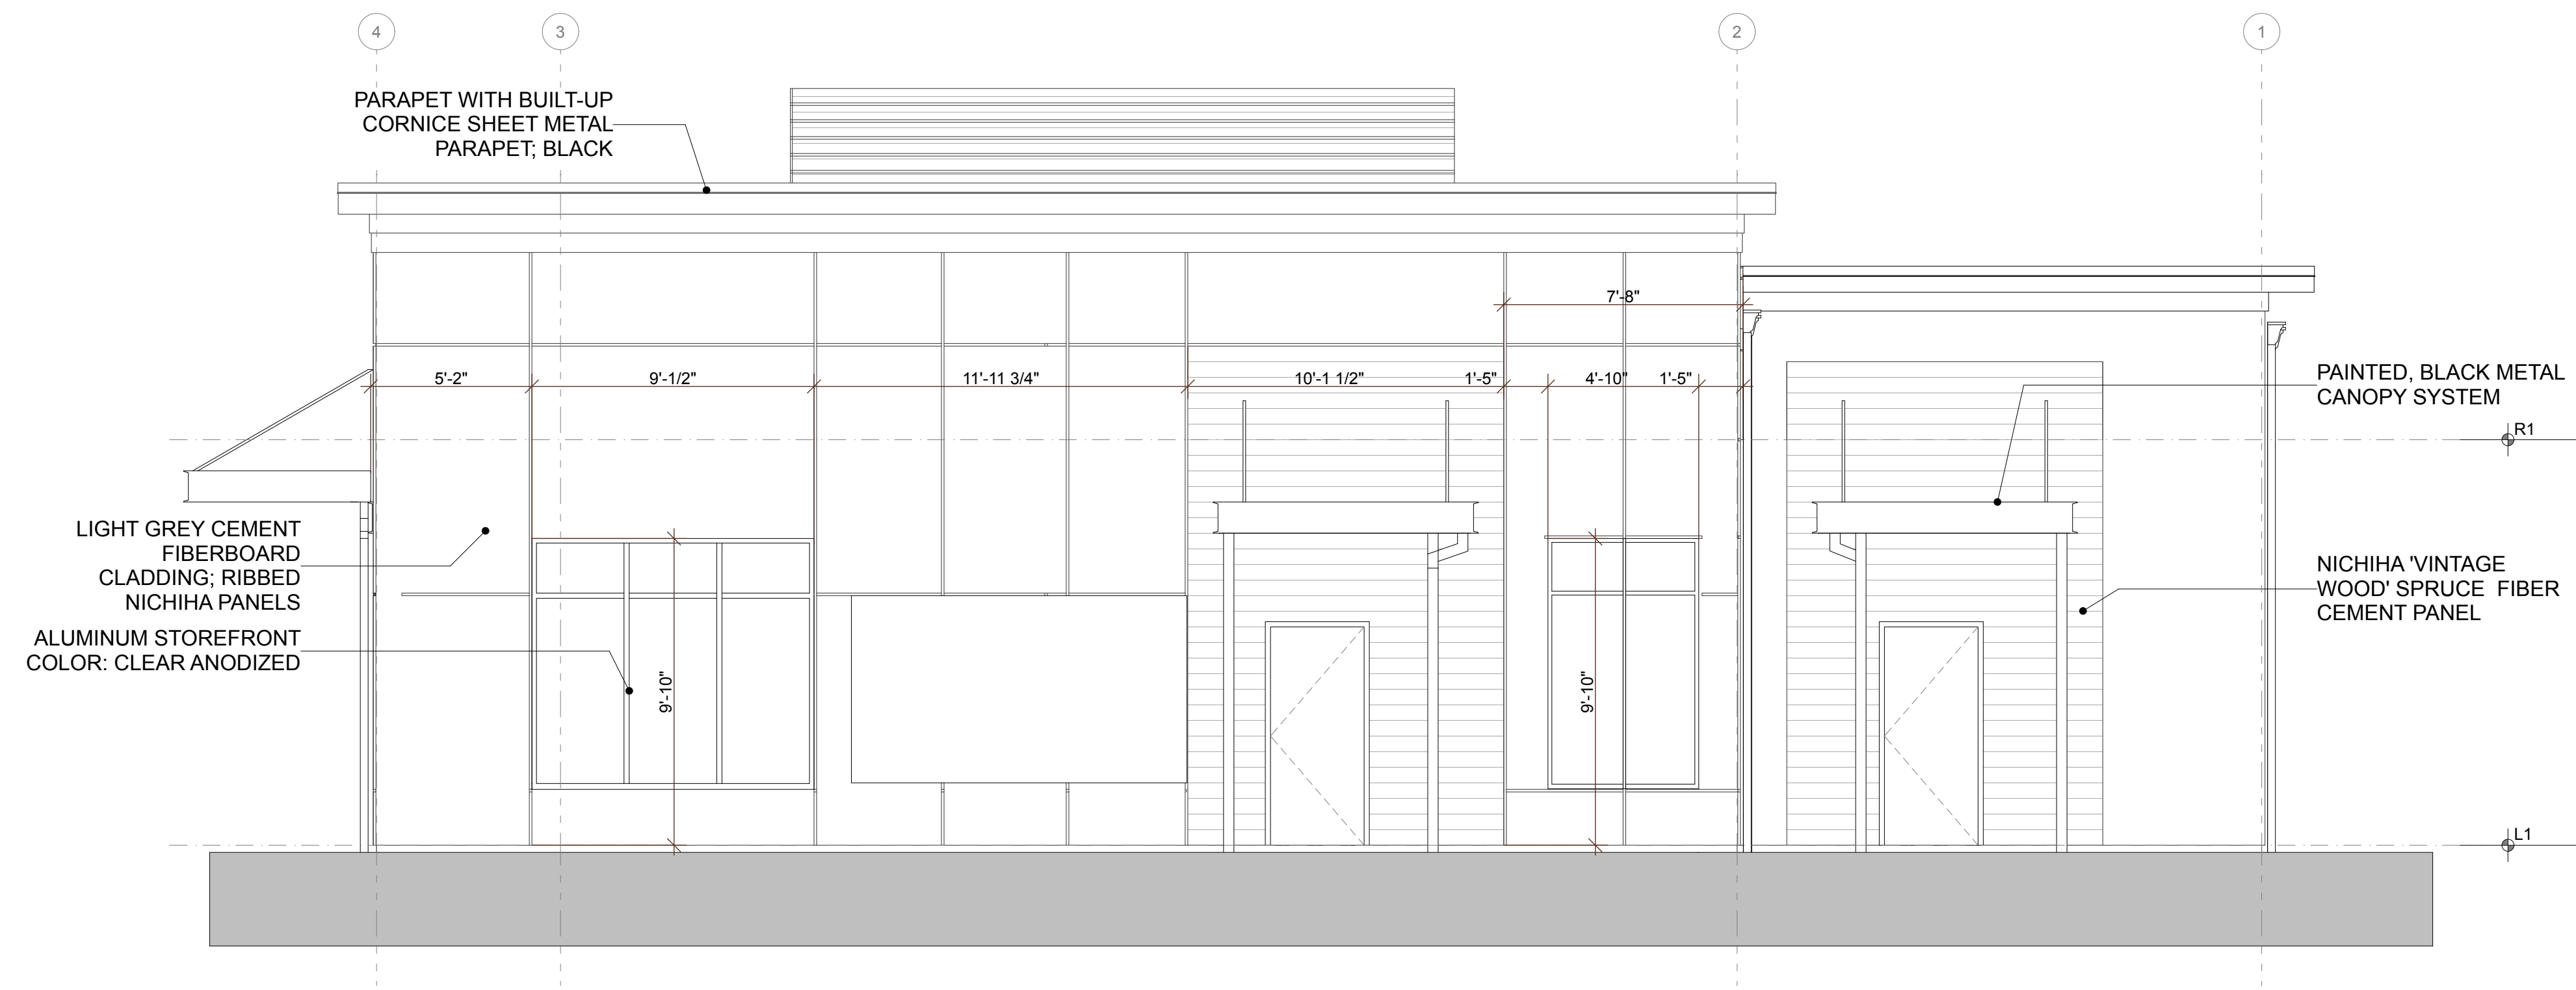 4
3
2
1
PARAPET WITH BUILT-UP
CORNICE SHEET METAL
PARAPET; BLACK
7'-8"
5'-2"
9'-1/2"
11'-11 3/4"
10'-1 1/2"
1'-5"
4'-10"
1'-5"
PAINTED, BLACK METAL
CANOPY SYSTEM
R1
LIGHT GREY CEMENT
FIBERBOARD
CLADDING; RIBBED
NICHIHA PANELS
NICHIHA 'VINTAGE
WOOD' SPRUCE  FIBER
CEMENT PANEL
ALUMINUM STOREFRONT
COLOR: CLEAR ANODIZED
9'-10"
9'-10"
L1